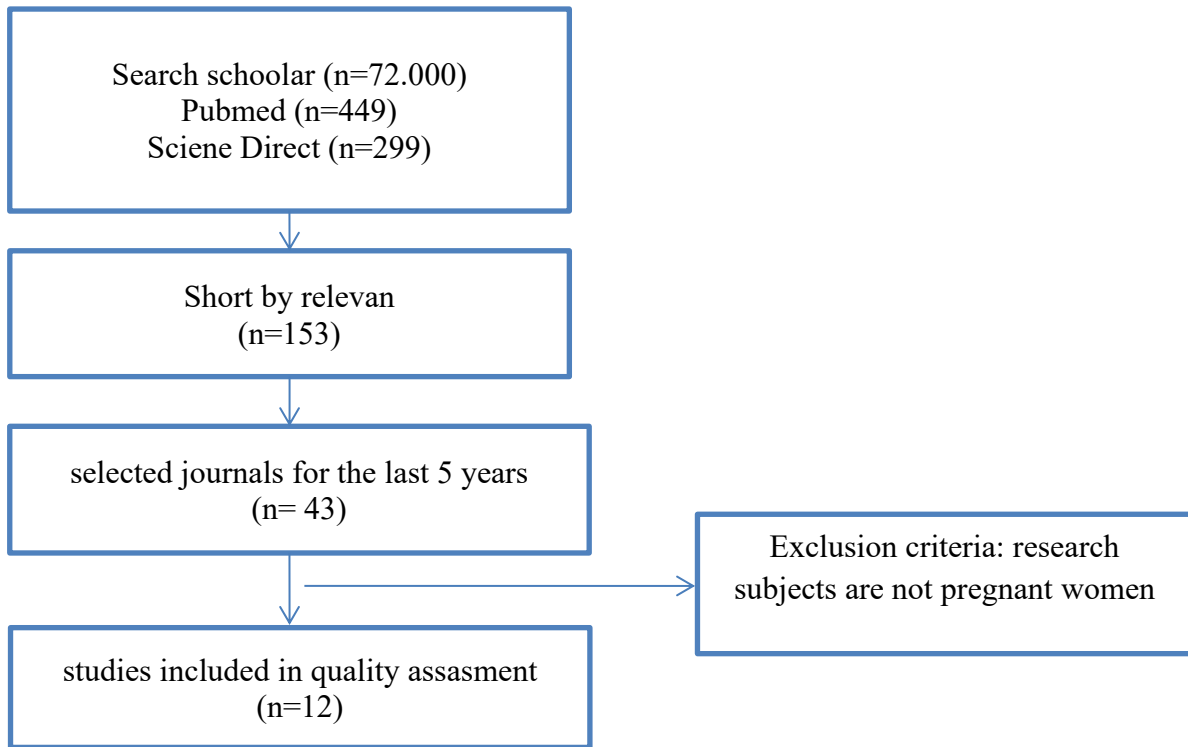 Search schoolar (n=72.000)
Pubmed (n=449)
Sciene Direct (n=299)
Short by relevan
(n=153)
selected journals for the last 5 years
(n= 43)
Exclusion criteria: research
subjects are not pregnant women
studies included in quality assasment
(n=12)